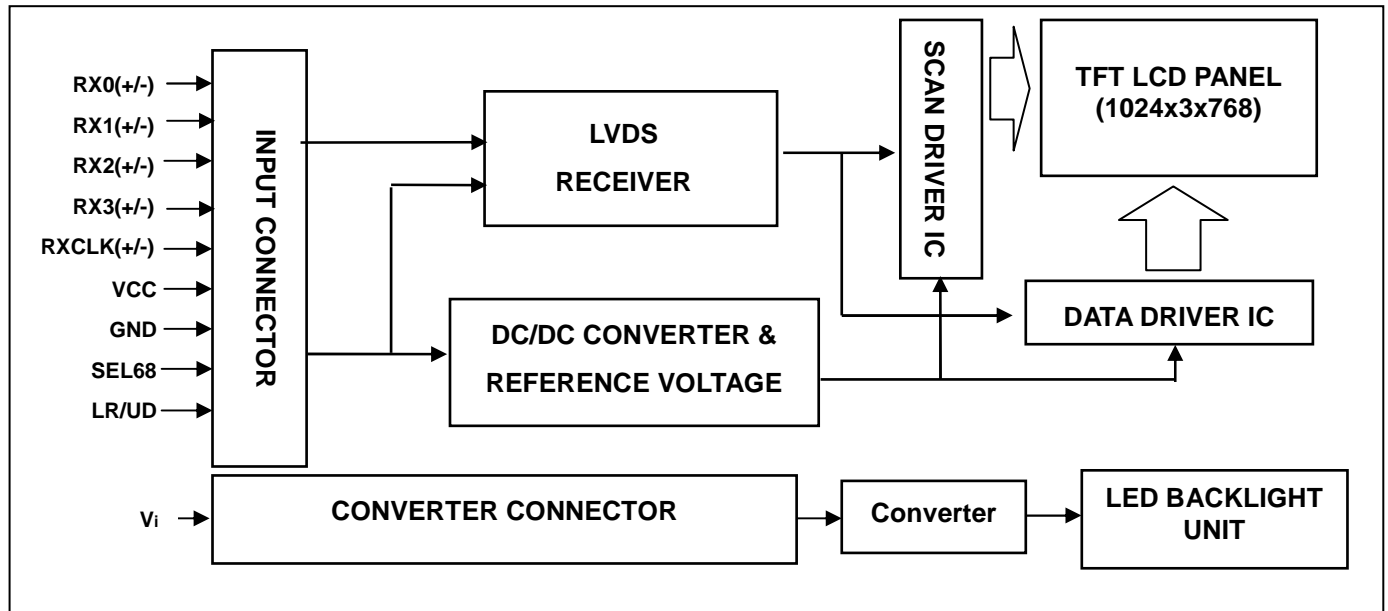 RX0(+/-)
RX1(+/-)
RX2(+/-)
RX3(+/-)
RXCLK(+/-)
VCC
GND
SEL68
LR/UD
INPUT CONNECTOR
LVDS
RECEIVER
DC/DC CONVERTER &
REFERENCE VOLTAGE
SCAN DRIVER IC
TFT LCD PANEL
(1024x3x768)
DATA DRIVER IC
Vi
CONVERTER CONNECTOR
Converter
LED BACKLIGHT
UNIT